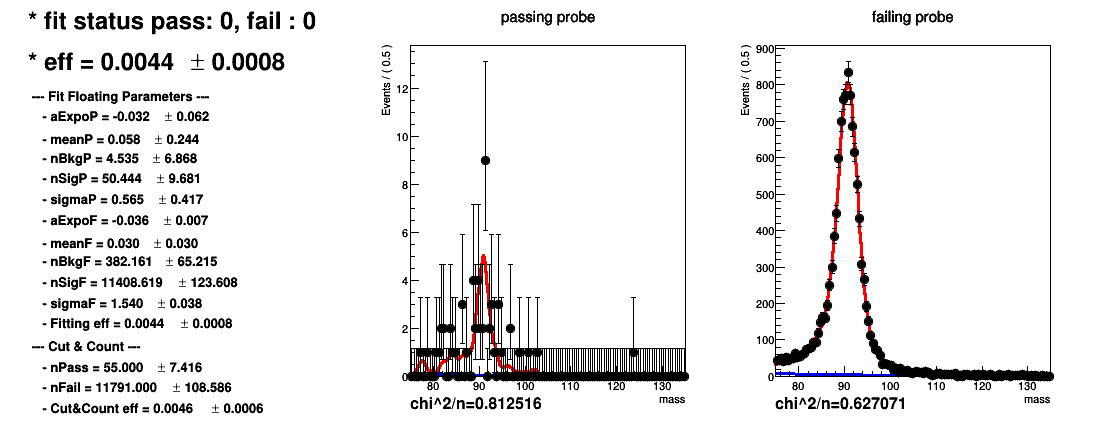 * fit status pass: 0, fail : 0
* eff = 0.0044 ± 0.0008
--- Fit Floating Parameters ---
- aExpoP = -0.032 ± 0.062
- meanP = 0.058 ± 0.244
- nBkgP = 4.535 ± 6.868
- nSigP = 50.444 ± 9.681
- sigmaP = 0.565 ± 0.417
- aExpoF = -0.036 ± 0.007
- meanF = 0.030 ± 0.030
- nBkgF = 382.161 ± 65.215
- nSigF = 11408.619 ± 123.608
- sigmaF = 1.540 ± 0.038
- Fitting eff = 0.0044 ± 0.0008
--- Cut & Count ---
- nPass = 55.000 ± 7.416
- nFail = 11791.000 ± 108.586
- Cut&Count eff = 0.0046 ± 0.0006
passing probe
Events / ( 0.5 )
12
10
8
6
4
2
0
80 90 100 110 120 130
mass
chi^2/n=0.812516
failing probe
Events / ( 0.5 )
900
800
700
600
500
400
300
200
100
0
80 90 100 110 120 130
mass
chi^2/n=0.627071